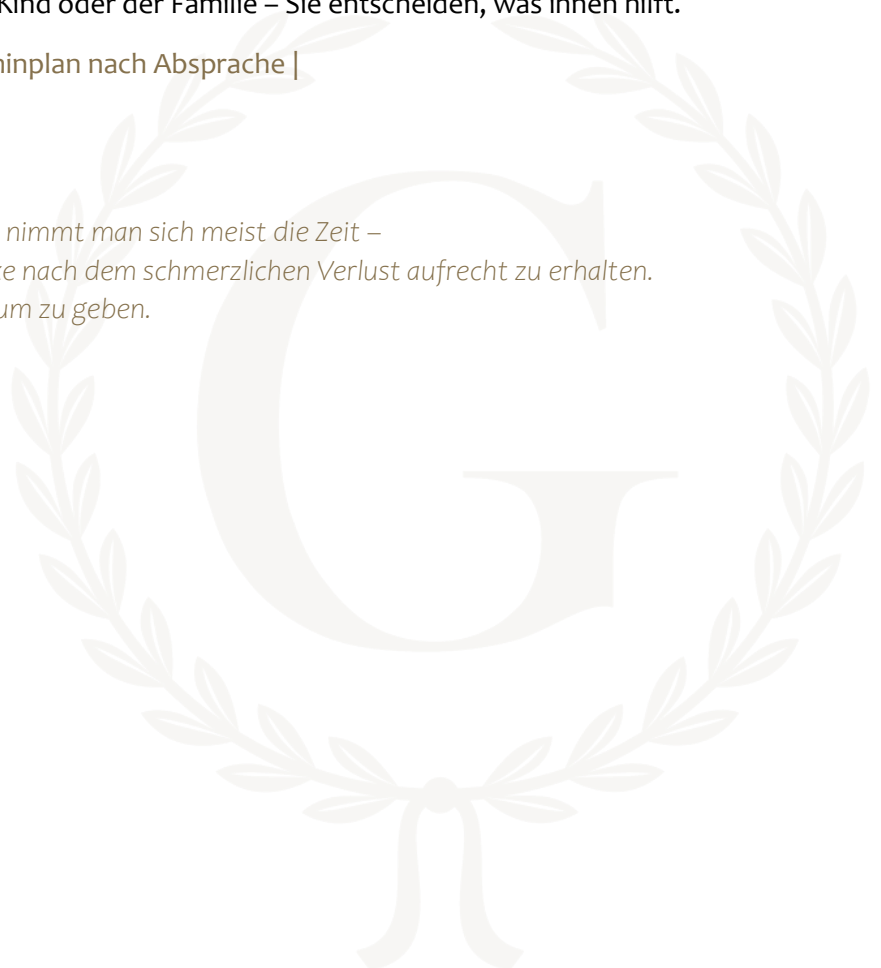 Kind oder der Familie – Sie entscheiden, was Ihnen hilft.
minplan nach Absprache |
nimmt man sich meist die Zeit –
e nach dem schmerzlichen Verlust aufrecht zu erhalten.
um zu geben.
G